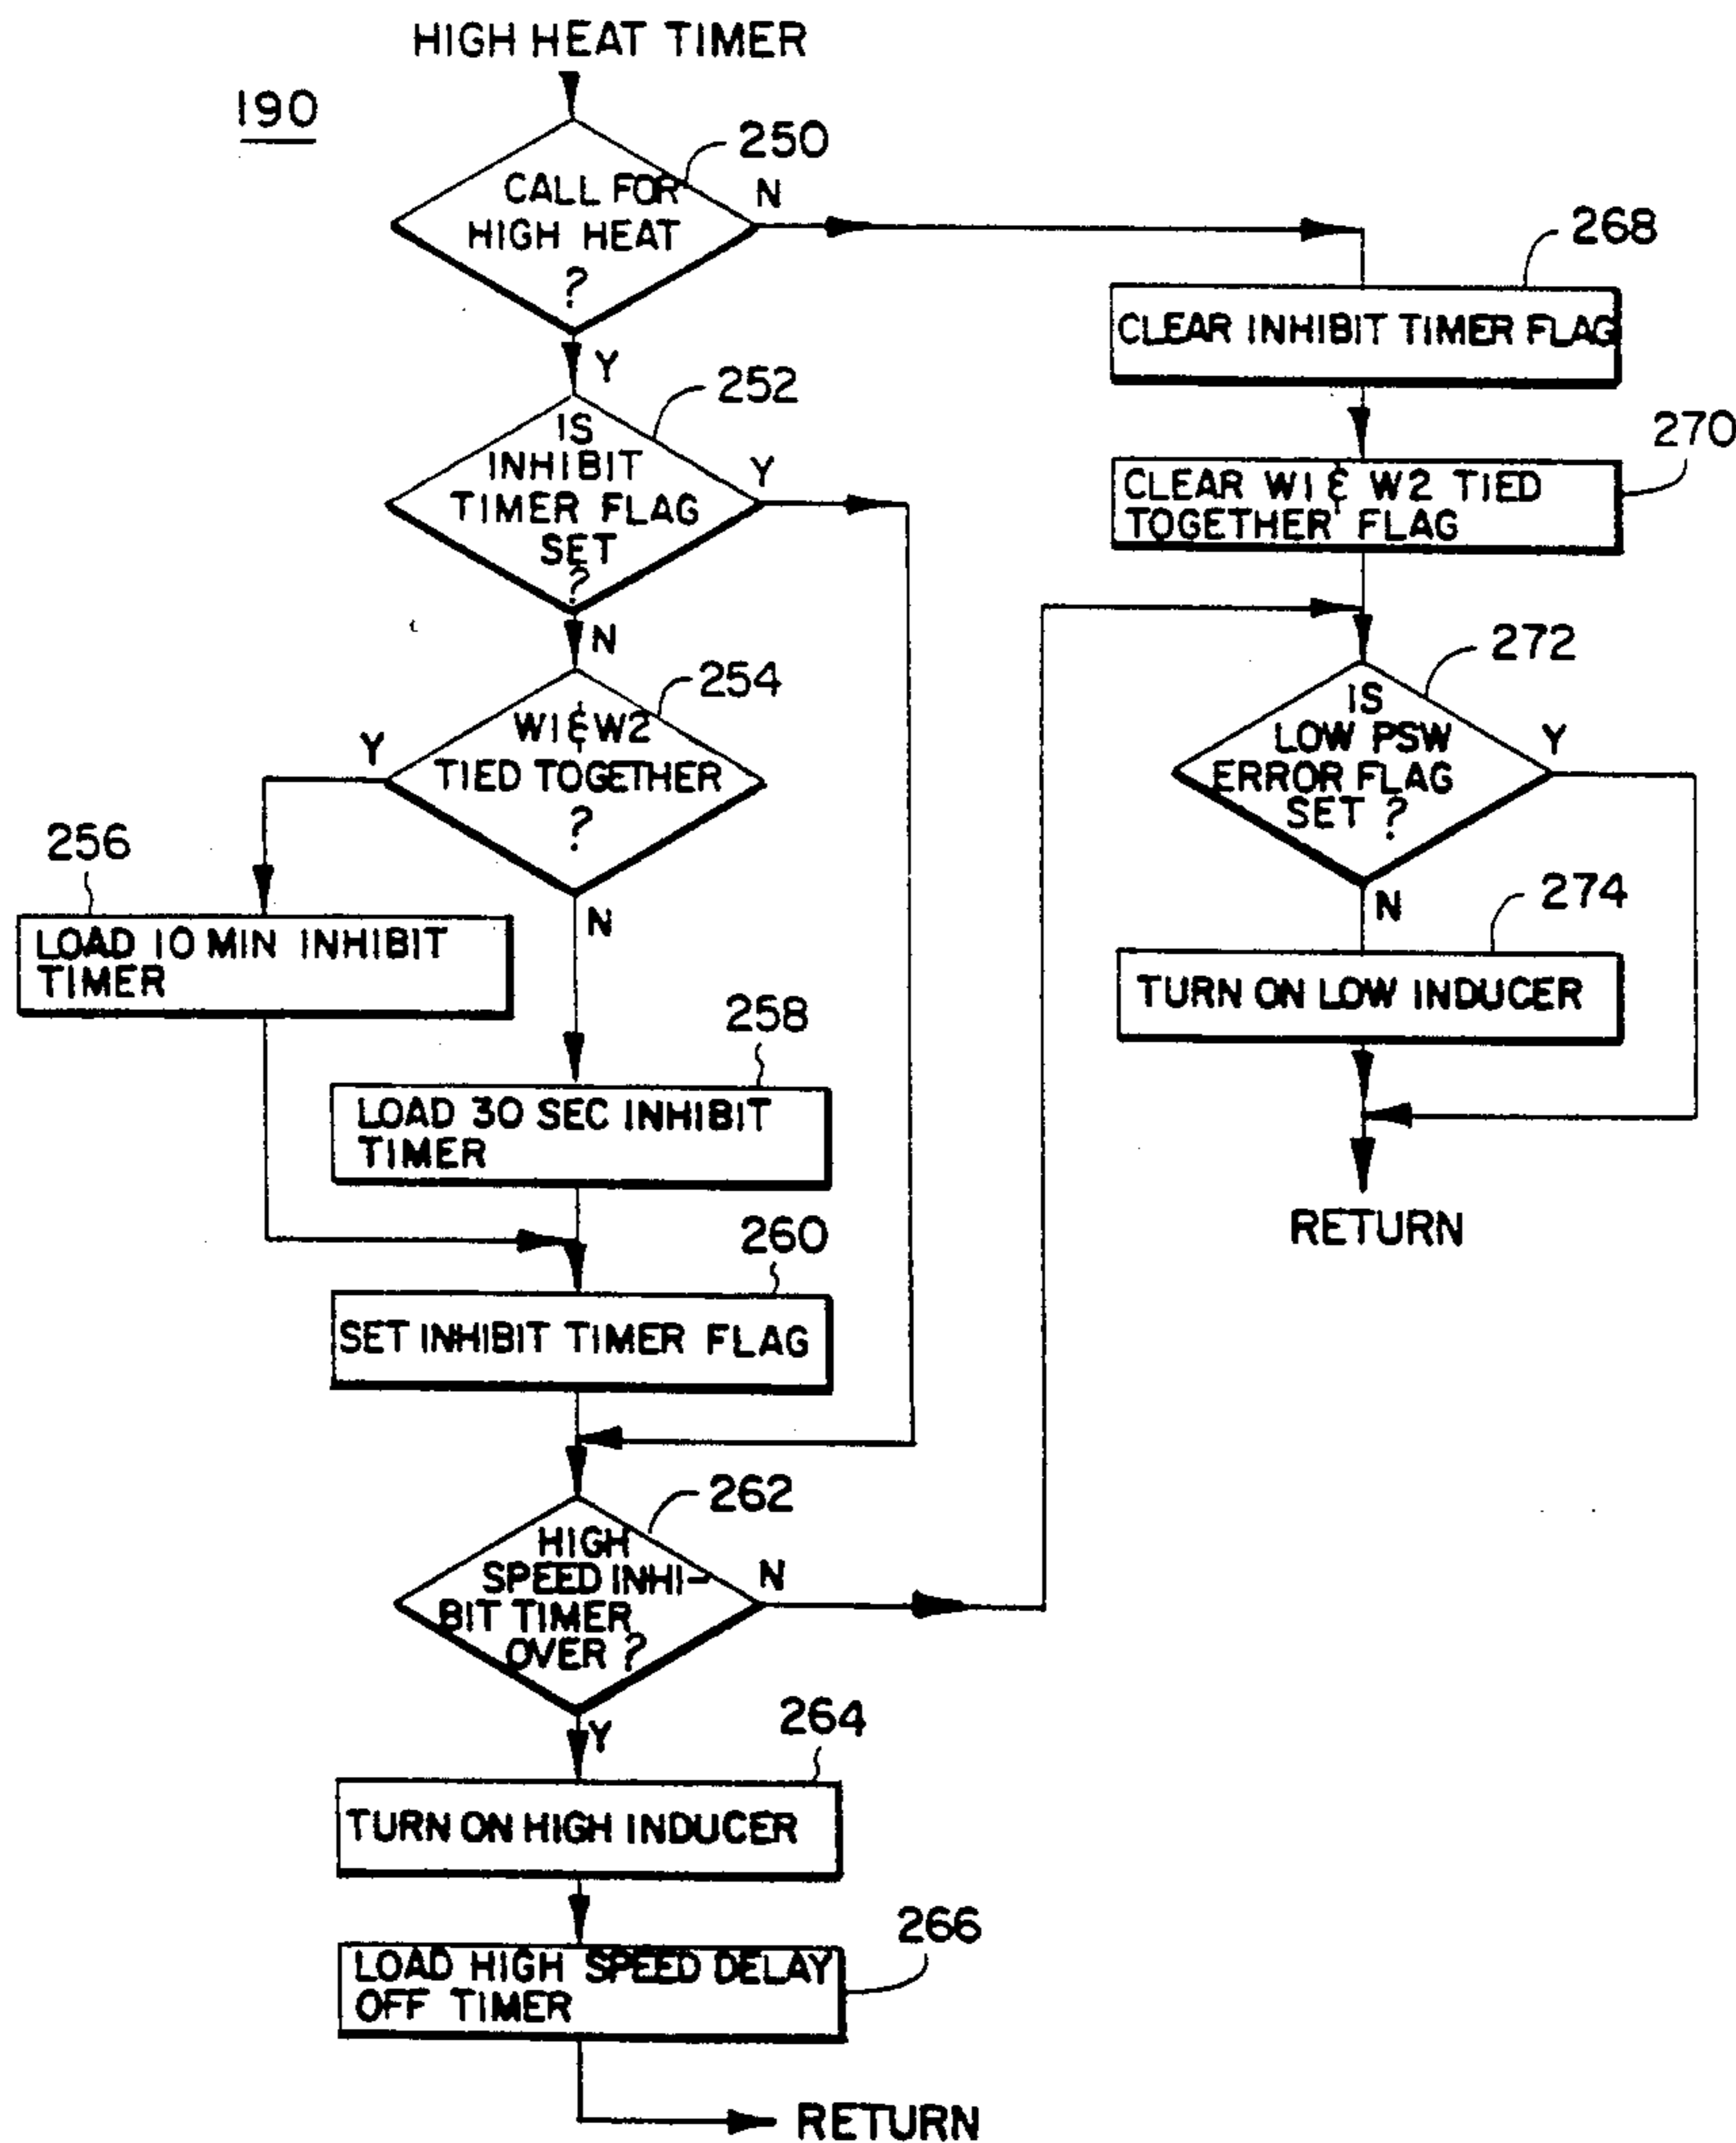 HIGH HEAT TIMER
190
250
CALL FOR
HIGH HEAT
?
N
Y
252
IS
INHIBIT
TIMER FLAG
SET
?
Y
N
254
W1 & W2
TIED TOGETHER
?
Y
N
256
LOAD 10 MIN INHIBIT
TIMER
258
LOAD 30 SEC INHIBIT
TIMER
260
SET INHIBIT TIMER FLAG
262
HIGH
SPEED INHI-
BIT TIMER
OVER ?
N
Y
264
TURN ON HIGH INDUCER
266
LOAD HIGH SPEED DELAY
OFF TIMER
RETURN
268
CLEAR INHIBIT TIMER FLAG
270
CLEAR W1 & W2 TIED
TOGETHER FLAG
272
IS
LOW PSW
ERROR FLAG
SET ?
Y
N
274
TURN ON LOW INDUCER
RETURN